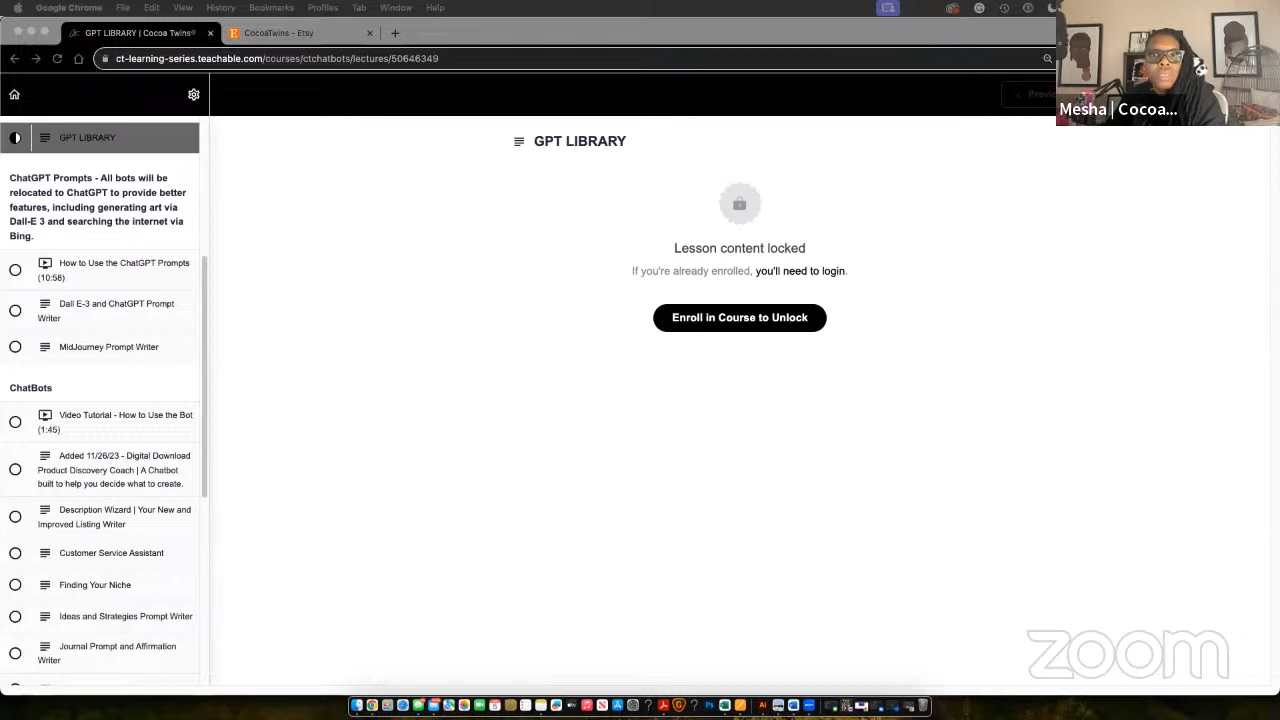 Google Chrome File Edit View History Bookmarks Profiles Tab Window Help
GPT LIBRARY | Cocoa Twins®
CocoaTwins - Etsy
ct-learning-series.teachable.com/courses/ctchatbots/lectures/50646349
Previo
Mesha | Cocoa...
GPT LIBRARY
ChatGPT Prompts - All bots will be
relocated to ChatGPT to provide better
features, including generating art via
Dall-E 3 and searching the internet via
Bing.
How to Use the ChatGPT Prompts
(10:58)
Dall E-3 and ChatGPT Prompt
Writer
MidJourney Prompt Writer
ChatBots
Video Tutorial - How to Use the Bot
(1:45)
Added 11/26/23 - Digital Download
Product Discovery Coach | A Chatbot
built to help you decide what to create.
Description Wizard | Your New and
Improved Listing Writer
Customer Service Assistant
Finding Your Niche
Ideas and Strategies Prompt Writer
Journal Prompt and Affirmation
Writer
GPT LIBRARY
Lesson content locked
If you're already enrolled, you'll need to login.
Enroll in Course to Unlock
zoom